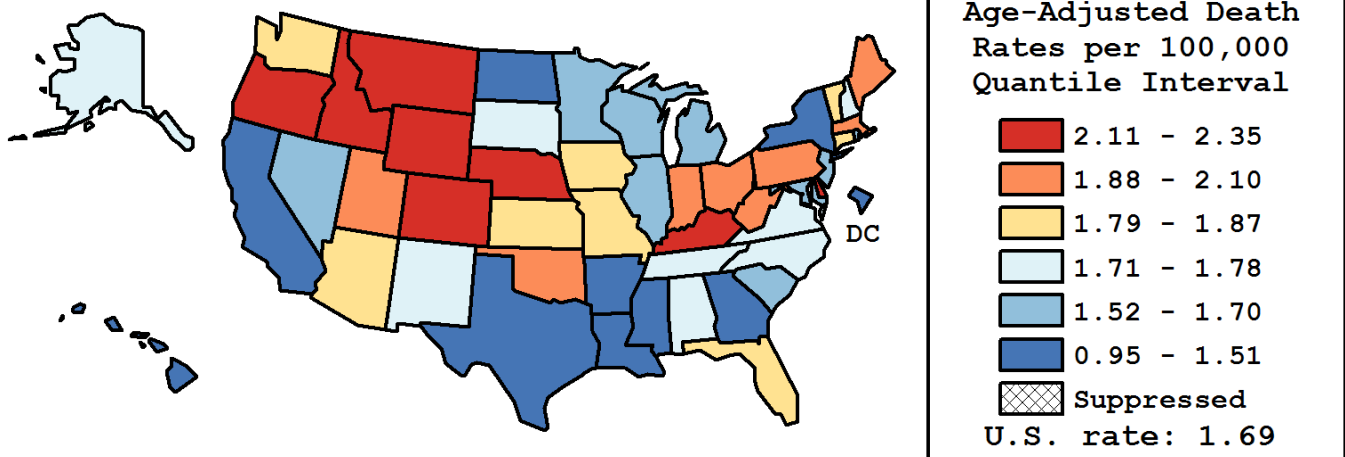 DC
Age-Adjusted Death
Rates per 100,000
Quantile Interval
2.11 - 2.35
1.88 - 2.10
1.79 - 1.87
1.71 - 1.78
1.52 - 1.70
0.95 - 1.51
Suppressed
U.S. rate: 1.69